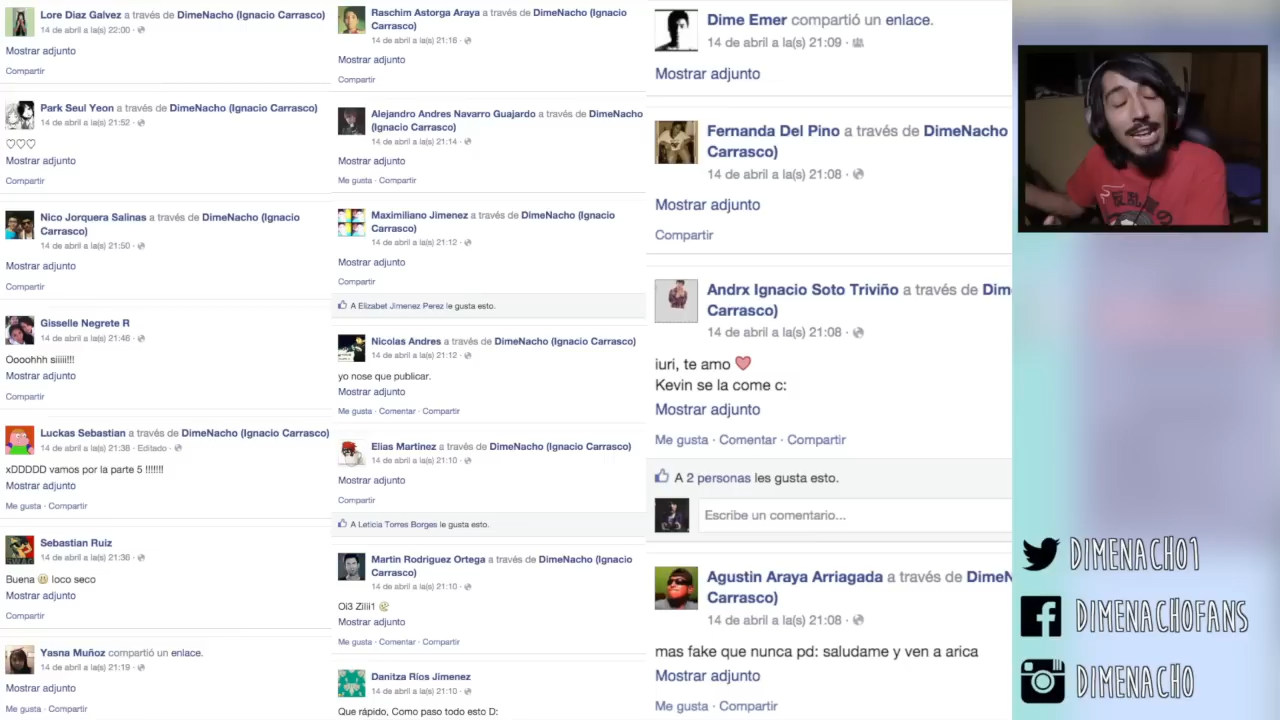 Lore Diaz Galvez a través de DimeNacho (Ignacio Carrasco)
14 de abril a la(s) 22:00 ·
Mostrar adjunto
Compartir
Park Seul Yeon a través de DimeNacho (Ignacio Carrasco)
14 de abril a la(s) 21:52 ·
♡♡♡
Mostrar adjunto
Compartir
Nico Jorquera Salinas a través de DimeNacho (Ignacio
Carrasco)
14 de abril a la(s) 21:50 ·
Mostrar adjunto
Compartir
Gisselle Negrete R
14 de abril a la(s) 21:46 ·
Ooohhh siiiii!!!
Mostrar adjunto
Compartir
Luckas Sebastian a través de DimeNacho (Ignacio Carrasco)
14 de abril a la(s) 21:38 · Editado ·
xDDDDD vamos por la parte 5 !!!!!!!
Mostrar adjunto
Me gusta · Compartir
Sebastian Ruiz
14 de abril a la(s) 21:36 ·
Buena loco seco
Mostrar adjunto
Compartir
Yasna Muñoz compartió un enlace.
14 de abril a la(s) 21:19 ·
Mostrar adjunto
Me gusta · Compartir
Raschim Astorga Araya a través de DimeNacho (Ignacio
Carrasco)
14 de abril a la(s) 21:16 ·
Mostrar adjunto
Compartir
Alejandro Andres Navarro Guajardo a través de DimeNacho
(Ignacio Carrasco)
14 de abril a la(s) 21:14 ·
Mostrar adjunto
Me gusta · Compartir
Maximiliano Jimenez a través de DimeNacho (Ignacio
Carrasco)
14 de abril a la(s) 21:12 ·
Mostrar adjunto
Compartir
A Elizabet Jimenez Perez le gusta esto.
Nicolas Andres a través de DimeNacho (Ignacio Carrasco)
14 de abril a la(s) 21:12 ·
yo nose que publicar.
Mostrar adjunto
Me gusta · Comentar · Compartir
Elias Martinez a través de DimeNacho (Ignacio Carrasco)
14 de abril a la(s) 21:10 ·
Mostrar adjunto
Compartir
A Leticia Torres Borges le gusta esto.
Martin Rodriguez Ortega a través de DimeNacho (Ignacio
Carrasco)
14 de abril a la(s) 21:10 ·
Oi3 Ziiii1
Mostrar adjunto
Me gusta · Comentar · Compartir
Danitza Ríos Jimenez
14 de abril a la(s) 21:10 ·
Que rápido, Como paso todo esto D:
Dime Emer compartió un enlace.
14 de abril a la(s) 21:09 ·
Mostrar adjunto
Fernanda Del Pino a través de DimeNacho
Carrasco)
14 de abril a la(s) 21:08 ·
Mostrar adjunto
Compartir
Andrx Ignacio Soto Triviño a través de Dim
Carrasco)
14 de abril a la(s) 21:08 ·
iuri, te amo
Kevin se la come c:
Mostrar adjunto
Me gusta · Comentar · Compartir
A 2 personas les gusta esto.
Escribe un comentario...
Agustin Araya Arriagada a través de DimeN
Carrasco)
14 de abril a la(s) 21:08 ·
mas fake que nunca pd: saludame y ven a arica
Mostrar adjunto
Me gusta · Compartir
DIMENACHO1
DIMENACHOFANS
DIMENACHO